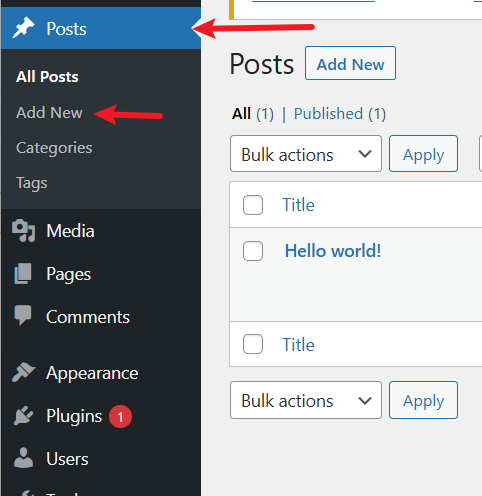 Posts
All Posts
Add New
Categories
Tags
Media
Pages
Comments
Appearance
Plugins 1
Users
Posts Add New
All (1) | Published (1)
Bulk actions Apply
Title
Hello world!
Title
Bulk actions Apply